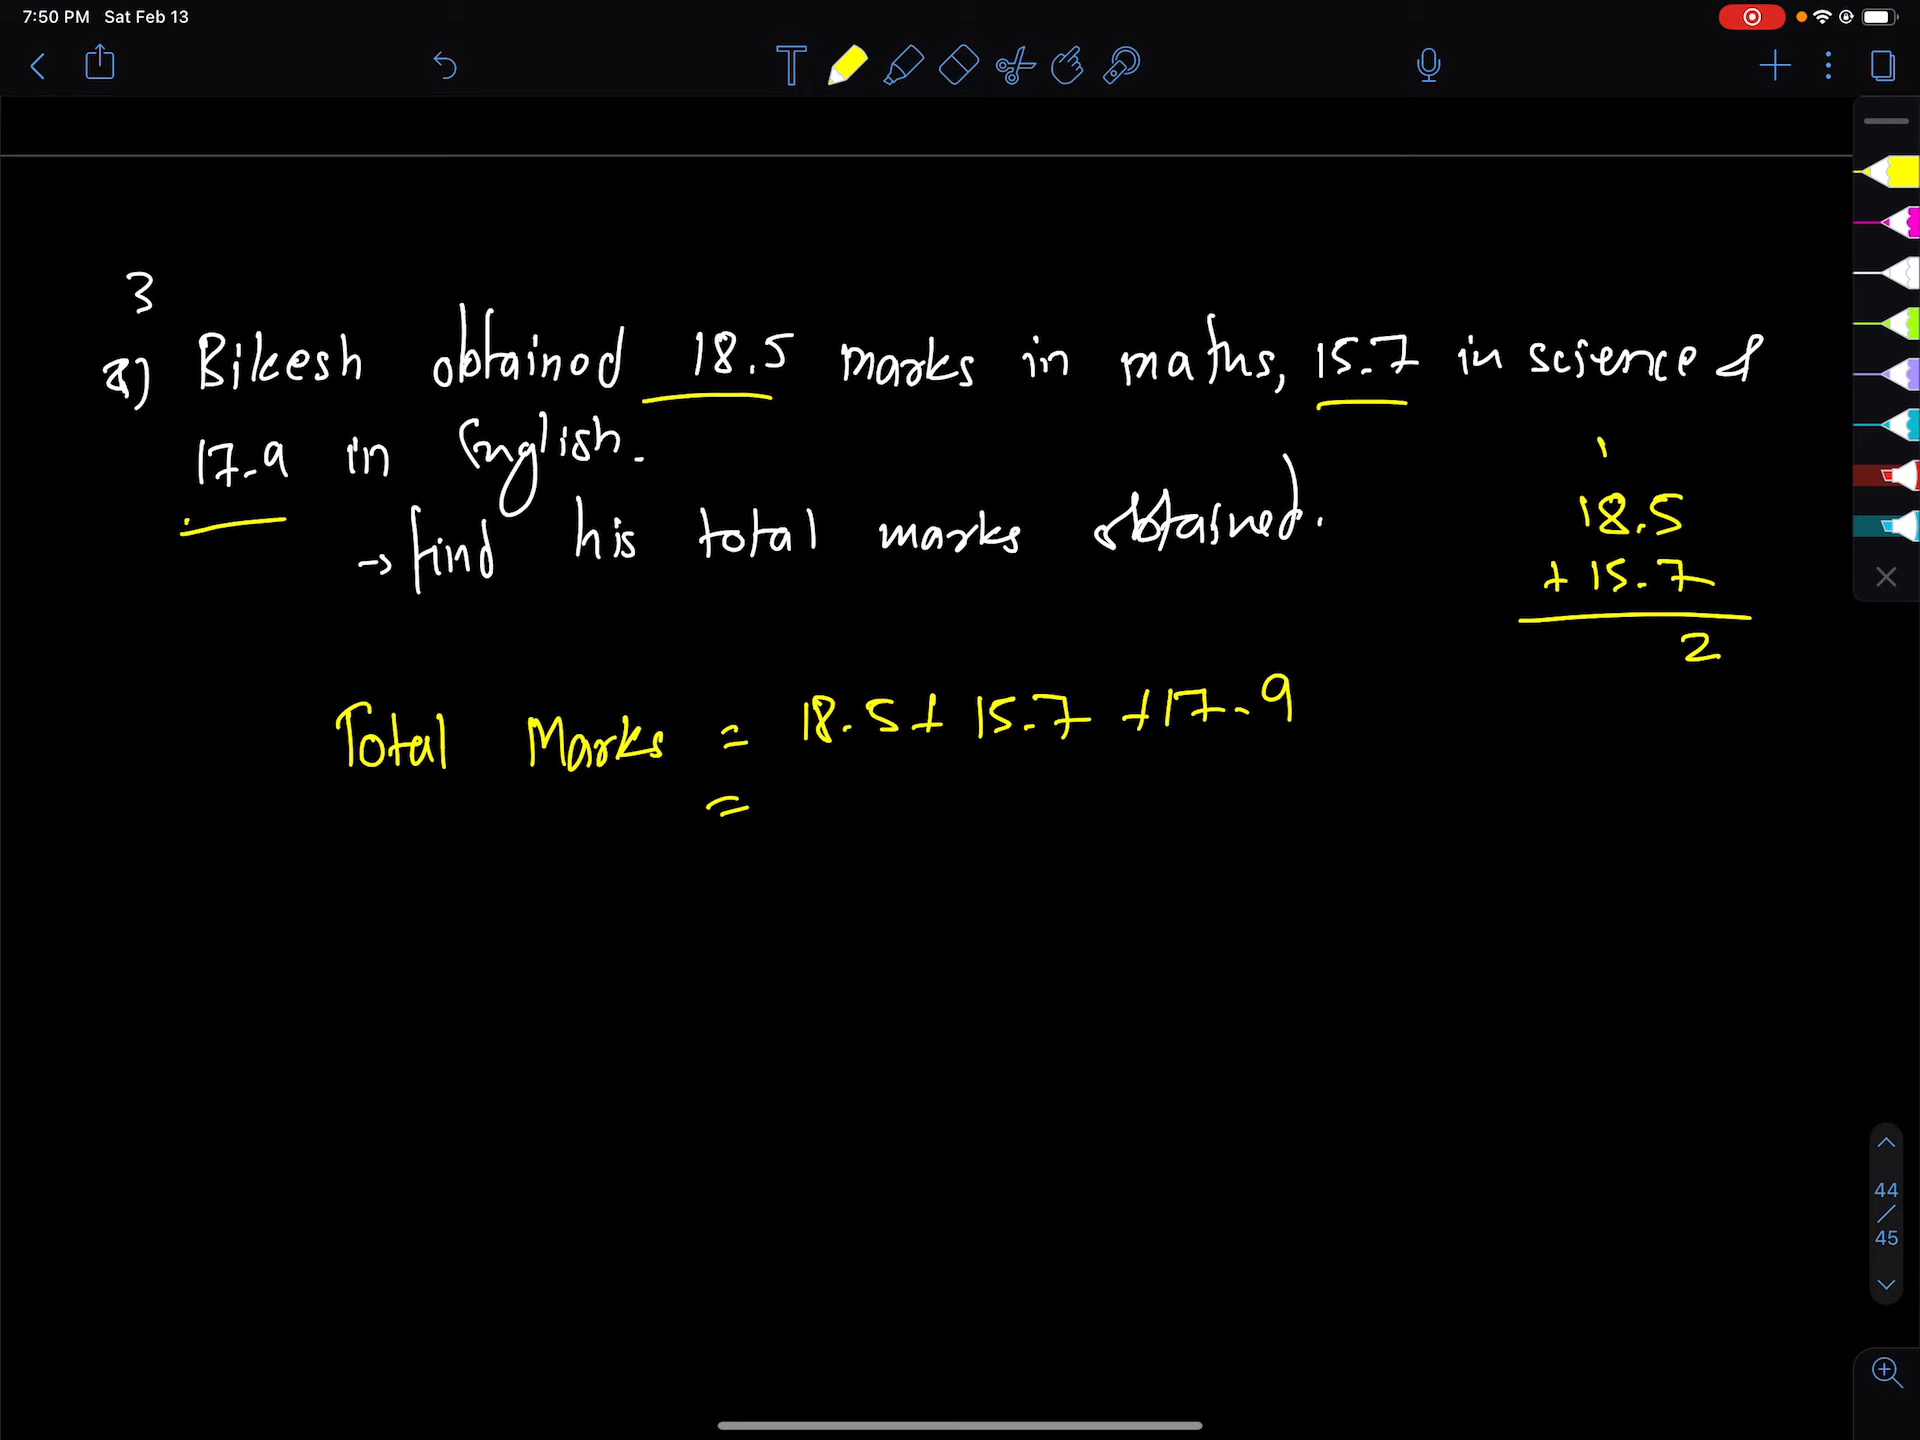 7:50 PM Sat Feb 13
3
a) Bikesh obtained 18.5 marks in maths, 15.7 in science &
17.9 in English.
→ find his total marks obtained.
1
18.5
+ 15.7
2
Total Marks = 18.5 + 15.7 + 17.9
=
44
/
45